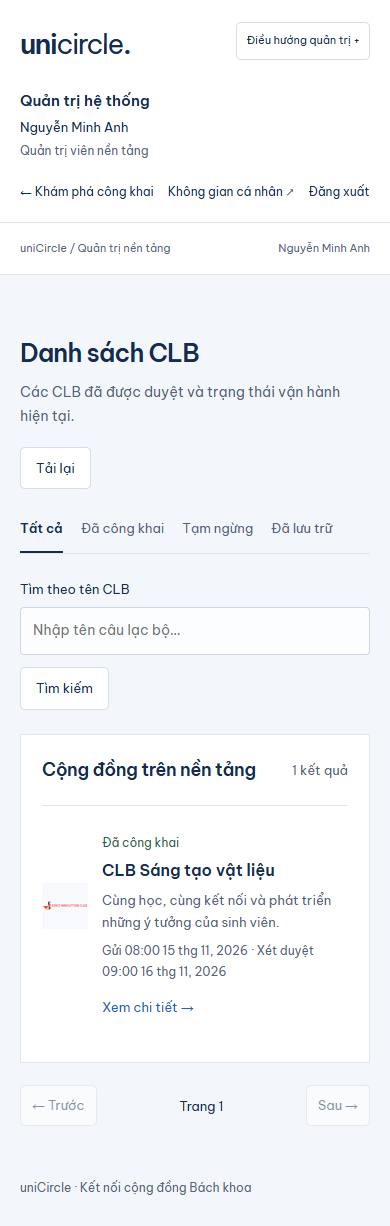 unicircle.
Điều hướng quản trị +
Quản trị hệ thống
Nguyễn Minh Anh
Quản trị viên nền tảng
← Khám phá công khai Không gian cá nhân ↗ Đăng xuất
uniCircle / Quản trị nền tảng Nguyễn Minh Anh
Danh sách CLB
Các CLB đã được duyệt và trạng thái vận hành
hiện tại.
Tải lại
Tất cả Đã công khai Tạm ngừng Đã lưu trữ
Tìm theo tên CLB
Nhập tên câu lạc bộ...
Tìm kiếm
Cộng đồng trên nền tảng 1 kết quả
Đã công khai
CLB Sáng tạo vật liệu
Cùng học, cùng kết nối và phát triển
những ý tưởng của sinh viên.
Gửi 08:00 15 thg 11, 2026 · Xét duyệt
09:00 16 thg 11, 2026
Xem chi tiết →
← Trước Trang 1 Sau →
uniCircle · Kết nối cộng đồng Bách khoa